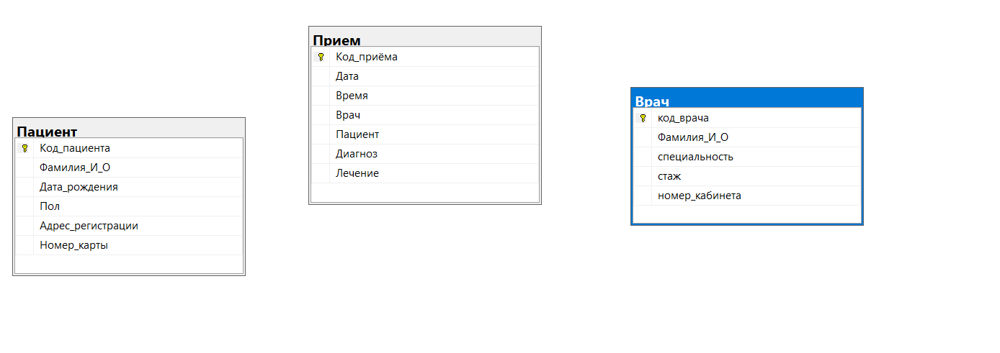 Пациент
Код_пациента
Фамилия_И_О
Дата_рождения
Пол
Адрес_регистрации
Номер_карты
Прием
Код_приёма
Дата
Время
Врач
Пациент
Диагноз
Лечение
Врач
код_врача
Фамилия_И_О
специальность
стаж
номер_кабинета